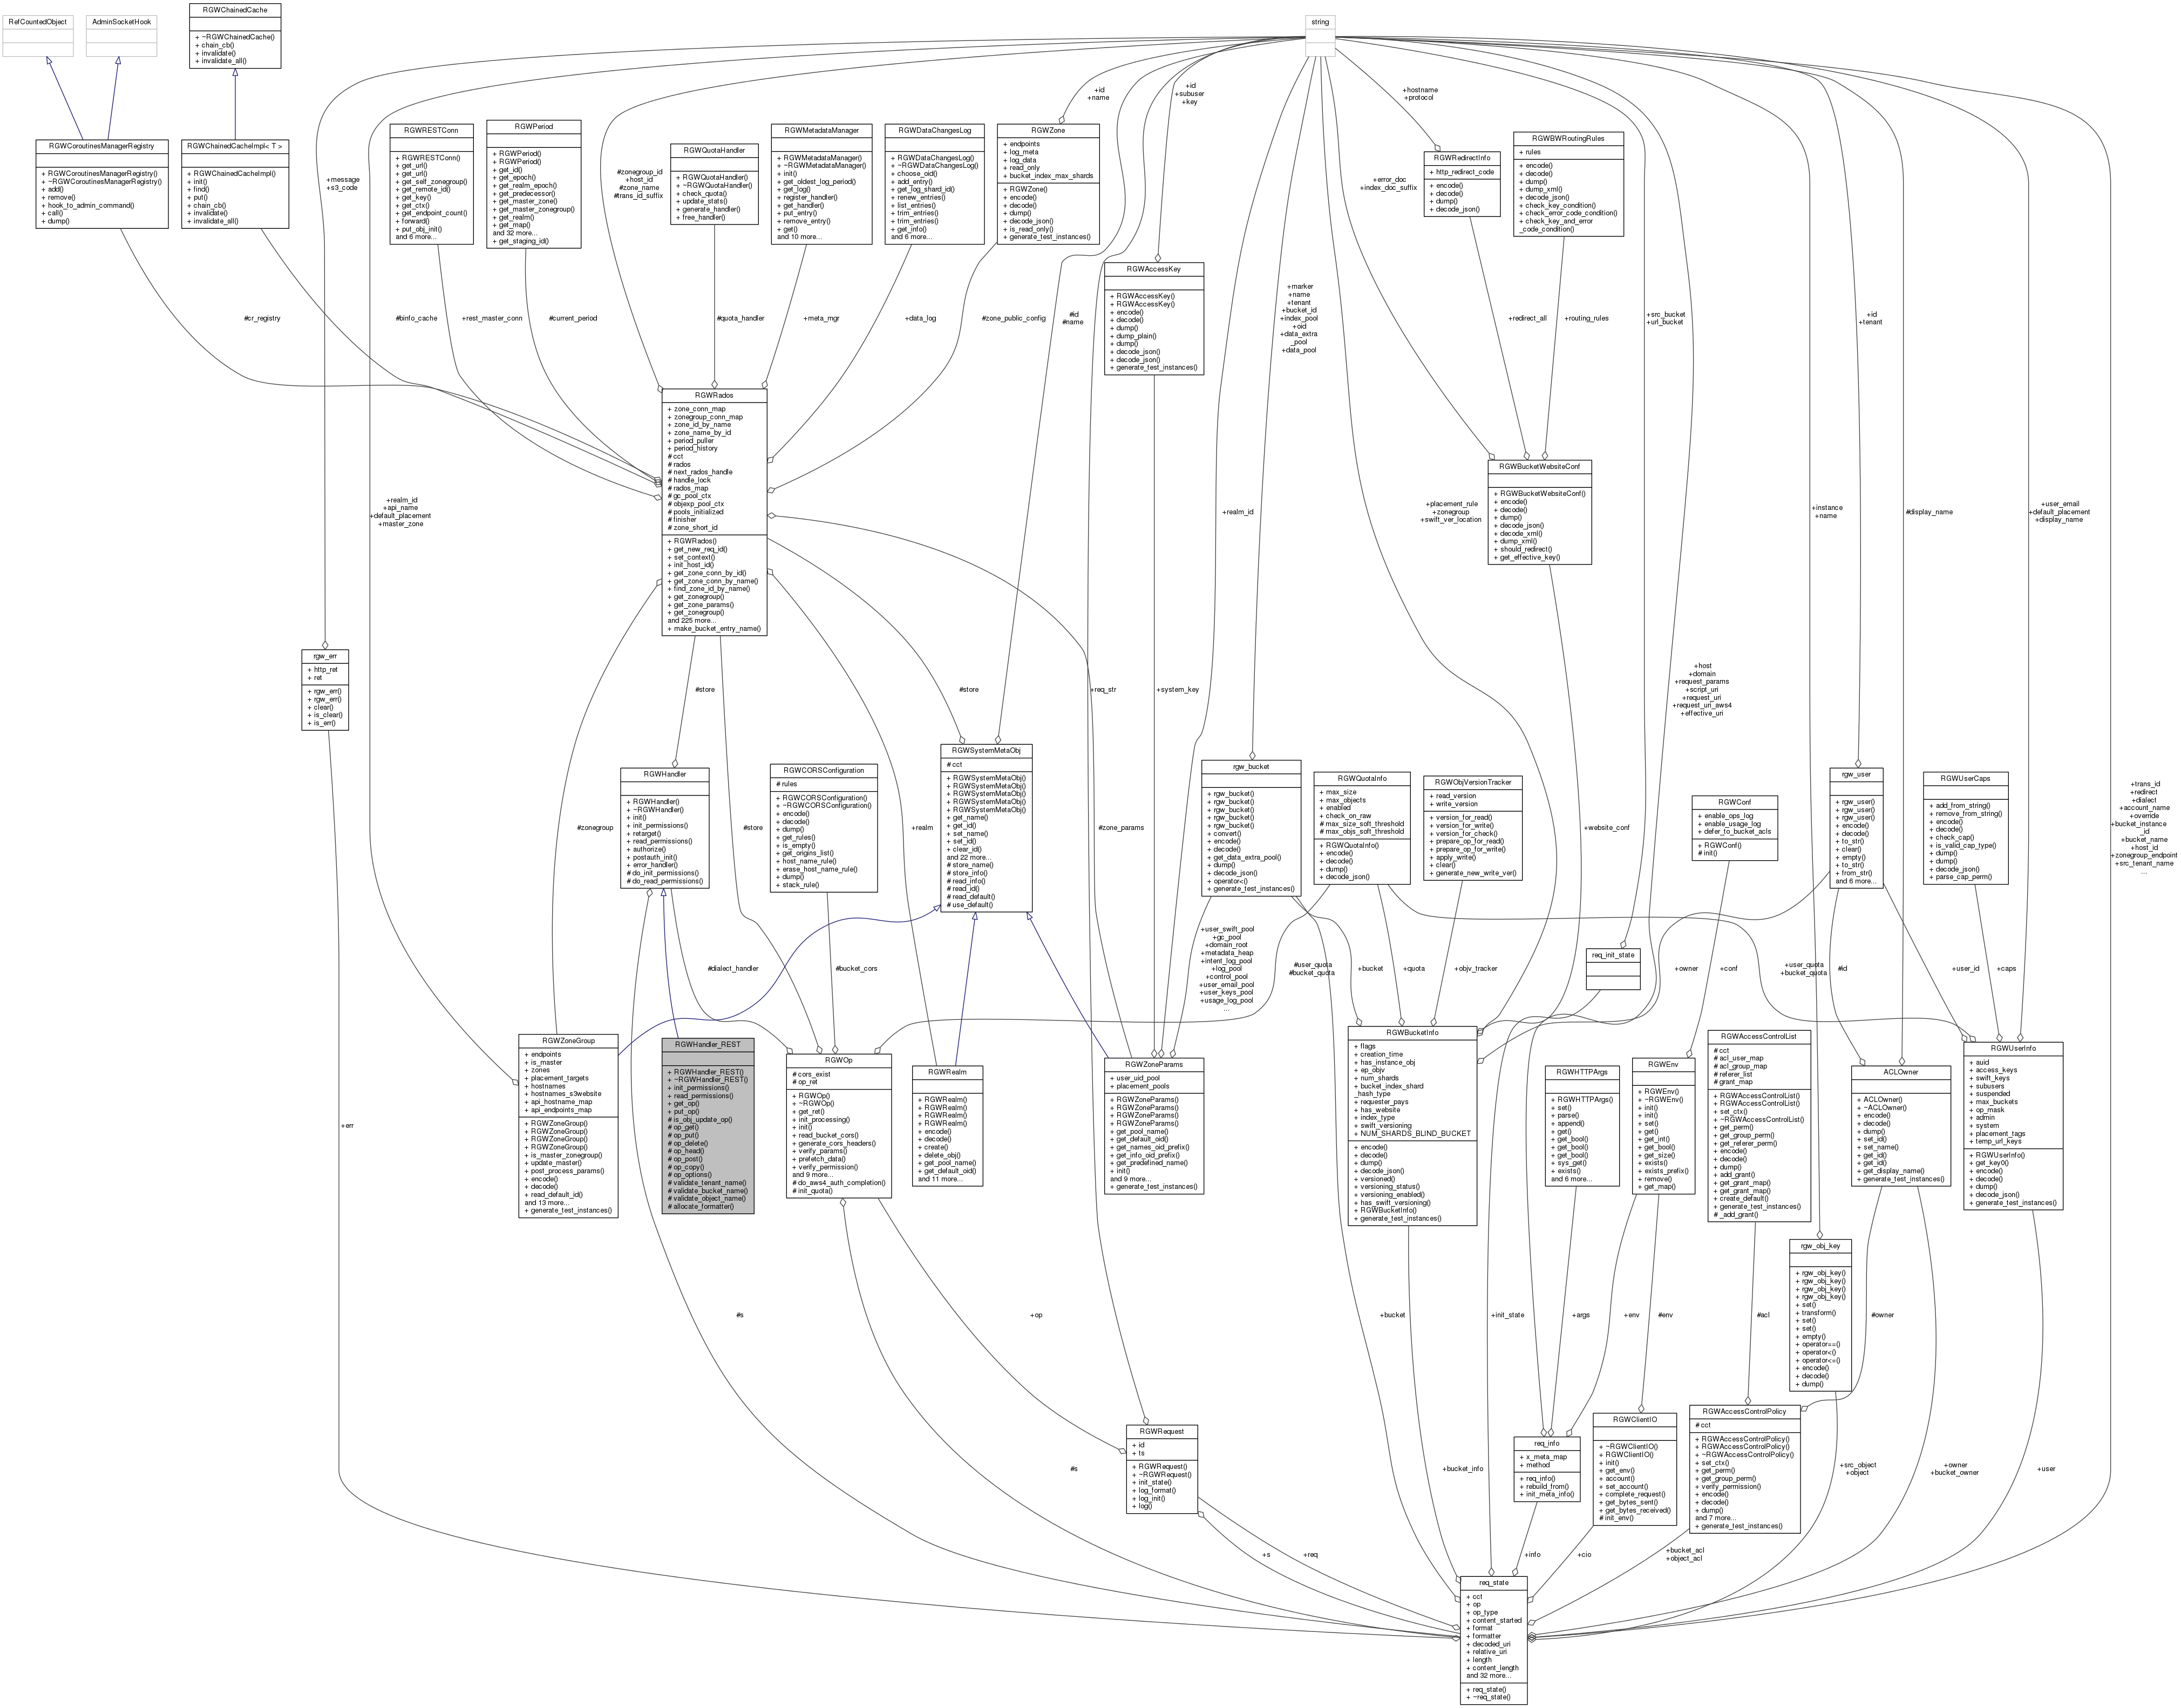 RefCountedObject
AdminSocketHook
RGWChainedCache
+ ~RGWChainedCache()
+ chain_cb()
+ invalidate()
+ invalidate_all()
string
RGWCoroutinesManagerRegistry
+ RGWCoroutinesManagerRegistry()
+ ~RGWCoroutinesManagerRegistry()
+ add()
+ remove()
+ hook_to_admin_command()
+ call()
+ dump()
RGWChainedCacheImpl< T >
+ RGWChainedCacheImpl()
+ init()
+ find()
+ put()
+ chain_cb()
+ invalidate()
+ invalidate_all()
+message
+s3_code
RGWRESTConn
+ RGWRESTConn()
+ get_url()
+ get_url()
+ get_self_zonegroup()
+ get_remote_id()
+ get_key()
+ get_ctx()
+ get_endpoint_count()
+ forward()
+ put_obj_init()
and 6 more...
RGWPeriod
+ RGWPeriod()
+ RGWPeriod()
+ get_id()
+ get_epoch()
+ get_realm_epoch()
+ get_predecessor()
+ get_master_zone()
+ get_master_zonegroup()
+ get_realm()
+ get_map()
and 32 more...
+ get_staging_id()
#zonegroup_id
+host_id
#zone_name
#trans_id_suffix
RGWQuotaHandler
+ RGWQuotaHandler()
+ ~RGWQuotaHandler()
+ check_quota()
+ update_stats()
+ generate_handler()
+ free_handler()
RGWMetadataManager
+ RGWMetadataManager()
+ ~RGWMetadataManager()
+ init()
+ get_oldest_log_period()
+ get_log()
+ register_handler()
+ get_handler()
+ put_entry()
+ remove_entry()
+ get()
and 10 more...
RGWDataChangesLog
+ RGWDataChangesLog()
+ ~RGWDataChangesLog()
+ choose_oid()
+ add_entry()
+ get_log_shard_id()
+ renew_entries()
+ list_entries()
+ trim_entries()
+ trim_entries()
+ get_info()
and 6 more...
+id
+name
RGWZone
+ endpoints
+ log_meta
+ log_data
+ read_only
+ bucket_index_max_shards
+ RGWZone()
+ encode()
+ decode()
+ dump()
+ decode_json()
+ is_read_only()
+ generate_test_instances()
+id
+subuser
+key
+hostname
+protocol
+error_doc
+index_doc_suffix
RGWRedirectInfo
+ http_redirect_code
+ encode()
+ decode()
+ dump()
+ decode_json()
RGWBWRoutingRules
+ rules
+ encode()
+ decode()
+ dump()
+ dump_xml()
+ decode_json()
+ check_key_condition()
+ check_error_code_condition()
+ check_key_and_error
_code_condition()
#cr_registry
#binfo_cache
+rest_master_conn
#current_period
#quota_handler
+meta_mgr
+data_log
#zone_public_config
#id
#name
RGWAccessKey
+ RGWAccessKey()
+ RGWAccessKey()
+ encode()
+ decode()
+ dump()
+ dump_plain()
+ dump()
+ decode_json()
+ decode_json()
+ generate_test_instances()
+marker
+name
+tenant
+bucket_id
+index_pool
+oid
+data_extra
_pool
+data_pool
+redirect_all
+routing_rules
+src_bucket
+url_bucket
+id
+tenant
RGWRados
+ zone_conn_map
+ zonegroup_conn_map
+ zone_id_by_name
+ zone_name_by_id
+ period_puller
+ period_history
# cct
# rados
# next_rados_handle
# handle_lock
# rados_map
# gc_pool_ctx
# objexp_pool_ctx
# pools_initialized
# finisher
# zone_short_id
+ RGWRados()
+ get_new_req_id()
+ set_context()
+ init_host_id()
+ get_zone_conn_by_id()
+ get_zone_conn_by_name()
+ find_zone_id_by_name()
+ get_zonegroup()
+ get_zone_params()
+ get_zonegroup()
and 225 more...
+ make_bucket_entry_name()
+realm_id
+api_name
+default_placement
+master_zone
+realm_id
+placement_rule
+zonegroup
+swift_ver_location
RGWBucketWebsiteConf
+ RGWBucketWebsiteConf()
+ encode()
+ decode()
+ dump()
+ decode_json()
+ decode_xml()
+ dump_xml()
+ should_redirect()
+ get_effective_key()
+instance
+name
#display_name
+user_email
+default_placement
+display_name
rgw_err
+ http_ret
+ ret
+ rgw_err()
+ rgw_err()
+ clear()
+ is_clear()
+ is_err()
#store
#store
+req_str
+system_key
+host
+domain
+request_params
+script_uri
+request_uri
+request_uri_aws4
+effective_uri
#zonegroup
RGWHandler
+ RGWHandler()
+ ~RGWHandler()
+ init()
+ init_permissions()
+ retarget()
+ read_permissions()
+ authorize()
+ postauth_init()
+ error_handler()
# do_init_permissions()
# do_read_permissions()
#store
RGWCORSConfiguration
# rules
+ RGWCORSConfiguration()
+ ~RGWCORSConfiguration()
+ encode()
+ decode()
+ dump()
+ get_rules()
+ is_empty()
+ get_origins_list()
+ host_name_rule()
+ erase_host_name_rule()
+ dump()
+ stack_rule()
+realm
RGWSystemMetaObj
# cct
+ RGWSystemMetaObj()
+ RGWSystemMetaObj()
+ RGWSystemMetaObj()
+ RGWSystemMetaObj()
+ RGWSystemMetaObj()
+ get_name()
+ get_id()
+ set_name()
+ set_id()
+ clear_id()
and 22 more...
# store_name()
# store_info()
# read_info()
# read_id()
# read_default()
# use_default()
#zone_params
rgw_bucket
+ rgw_bucket()
+ rgw_bucket()
+ rgw_bucket()
+ rgw_bucket()
+ rgw_bucket()
+ convert()
+ encode()
+ decode()
+ get_data_extra_pool()
+ dump()
+ decode_json()
+ operator<()
+ generate_test_instances()
RGWQuotaInfo
+ max_size
+ max_objects
+ enabled
+ check_on_raw
# max_size_soft_threshold
# max_objs_soft_threshold
+ RGWQuotaInfo()
+ encode()
+ decode()
+ dump()
+ decode_json()
RGWObjVersionTracker
+ read_version
+ write_version
+ version_for_read()
+ version_for_write()
+ version_for_check()
+ prepare_op_for_read()
+ prepare_op_for_write()
+ apply_write()
+ clear()
+ generate_new_write_ver()
+website_conf
RGWConf
+ enable_ops_log
+ enable_usage_log
+ defer_to_bucket_acls
+ RGWConf()
# init()
rgw_user
+ rgw_user()
+ rgw_user()
+ rgw_user()
+ encode()
+ decode()
+ to_str()
+ clear()
+ empty()
+ to_str()
+ from_str()
and 6 more...
RGWUserCaps
+ add_from_string()
+ remove_from_string()
+ encode()
+ decode()
+ check_cap()
+ is_valid_cap_type()
+ dump()
+ dump()
+ decode_json()
+ parse_cap_perm()
+trans_id
+redirect
+dialect
+account_name
+override
+bucket_instance
_id
+bucket_name
+host_id
+zonegroup_endpoint
+src_tenant_name
...
#dialect_handler
#bucket_cors
+user_swift_pool
+gc_pool
+domain_root
+metadata_heap
+intent_log_pool
+log_pool
+control_pool
+user_email_pool
+user_keys_pool
+usage_log_pool
...
#user_quota
#bucket_quota
+bucket
+quota
+objv_tracker
req_init_state
+owner
+conf
+user_quota
+bucket_quota
#id
+user_id
+caps
RGWZoneGroup
+ endpoints
+ is_master
+ zones
+ placement_targets
+ hostnames
+ hostnames_s3website
+ api_hostname_map
+ api_endpoints_map
+ RGWZoneGroup()
+ RGWZoneGroup()
+ RGWZoneGroup()
+ RGWZoneGroup()
+ is_master_zonegroup()
+ update_master()
+ post_process_params()
+ encode()
+ decode()
+ read_default_id()
and 13 more...
+ generate_test_instances()
RGWHandler_REST
+ RGWHandler_REST()
+ ~RGWHandler_REST()
+ init_permissions()
+ read_permissions()
+ get_op()
+ put_op()
# is_obj_update_op()
# op_get()
# op_put()
# op_delete()
# op_head()
# op_post()
# op_copy()
# op_options()
# validate_tenant_name()
# validate_bucket_name()
# validate_object_name()
# allocate_formatter()
RGWOp
# cors_exist
# op_ret
+ RGWOp()
+ ~RGWOp()
+ get_ret()
+ init_processing()
+ init()
+ read_bucket_cors()
+ generate_cors_headers()
+ verify_params()
+ prefetch_data()
+ verify_permission()
and 9 more...
# do_aws4_auth_completion()
# init_quota()
RGWRealm
+ RGWRealm()
+ RGWRealm()
+ RGWRealm()
+ RGWRealm()
+ encode()
+ decode()
+ create()
+ delete_obj()
+ get_pool_name()
+ get_default_oid()
and 11 more...
RGWZoneParams
+ user_uid_pool
+ placement_pools
+ RGWZoneParams()
+ RGWZoneParams()
+ RGWZoneParams()
+ RGWZoneParams()
+ get_pool_name()
+ get_default_oid()
+ get_names_oid_prefix()
+ get_info_oid_prefix()
+ get_predefined_name()
+ init()
and 9 more...
+ generate_test_instances()
RGWBucketInfo
+ flags
+ creation_time
+ has_instance_obj
+ ep_objv
+ num_shards
+ bucket_index_shard
_hash_type
+ requester_pays
+ has_website
+ index_type
+ swift_versioning
+ NUM_SHARDS_BLIND_BUCKET
+ encode()
+ decode()
+ dump()
+ decode_json()
+ versioned()
+ versioning_status()
+ versioning_enabled()
+ has_swift_versioning()
+ RGWBucketInfo()
+ generate_test_instances()
RGWHTTPArgs
+ RGWHTTPArgs()
+ set()
+ parse()
+ append()
+ get()
+ get_bool()
+ get_bool()
+ get_bool()
+ sys_get()
+ exists()
and 6 more...
RGWEnv
+ RGWEnv()
+ ~RGWEnv()
+ init()
+ init()
+ set()
+ get()
+ get_int()
+ get_bool()
+ get_size()
+ exists()
+ exists_prefix()
+ remove()
+ get_map()
RGWAccessControlList
# cct
# acl_user_map
# acl_group_map
# referer_list
# grant_map
+ RGWAccessControlList()
+ RGWAccessControlList()
+ set_ctx()
+ ~RGWAccessControlList()
+ get_perm()
+ get_group_perm()
+ get_referer_perm()
+ encode()
+ decode()
+ dump()
+ add_grant()
+ get_grant_map()
+ get_grant_map()
+ create_default()
+ generate_test_instances()
# _add_grant()
ACLOwner
+ ACLOwner()
+ ~ACLOwner()
+ encode()
+ decode()
+ dump()
+ set_id()
+ set_name()
+ get_id()
+ get_id()
+ get_display_name()
+ generate_test_instances()
RGWUserInfo
+ auid
+ access_keys
+ swift_keys
+ subusers
+ suspended
+ max_buckets
+ op_mask
+ admin
+ system
+ placement_tags
+ temp_url_keys
+ RGWUserInfo()
+ get_key0()
+ encode()
+ decode()
+ dump()
+ decode_json()
+ generate_test_instances()
+err
rgw_obj_key
+ rgw_obj_key()
+ rgw_obj_key()
+ rgw_obj_key()
+ rgw_obj_key()
+ set()
+ transform()
+ set()
+ set()
+ empty()
+ operator==()
+ operator<()
+ operator<=()
+ encode()
+ decode()
+ dump()
#s
+op
+bucket
+init_state
+args
+env
#env
#acl
#owner
RGWRequest
+ id
+ ts
+ RGWRequest()
+ ~RGWRequest()
+ init_state()
+ log_format()
+ log_init()
+ log()
req_info
+ x_meta_map
+ method
+ req_info()
+ rebuild_from()
+ init_meta_info()
RGWClientIO
+ ~RGWClientIO()
+ RGWClientIO()
+ init()
+ get_env()
+ account()
+ set_account()
+ complete_request()
+ get_bytes_sent()
+ get_bytes_received()
# init_env()
RGWAccessControlPolicy
# cct
+ RGWAccessControlPolicy()
+ RGWAccessControlPolicy()
+ ~RGWAccessControlPolicy()
+ set_ctx()
+ get_perm()
+ get_group_perm()
+ verify_permission()
+ encode()
+ decode()
+ dump()
and 7 more...
+ generate_test_instances()
#s
+bucket_info
+src_object
+object
+owner
+bucket_owner
+user
+s
+req
+info
+cio
+bucket_acl
+object_acl
req_state
+ cct
+ op
+ op_type
+ content_started
+ format
+ formatter
+ decoded_uri
+ relative_uri
+ length
+ content_length
and 32 more...
+ req_state()
+ ~req_state()